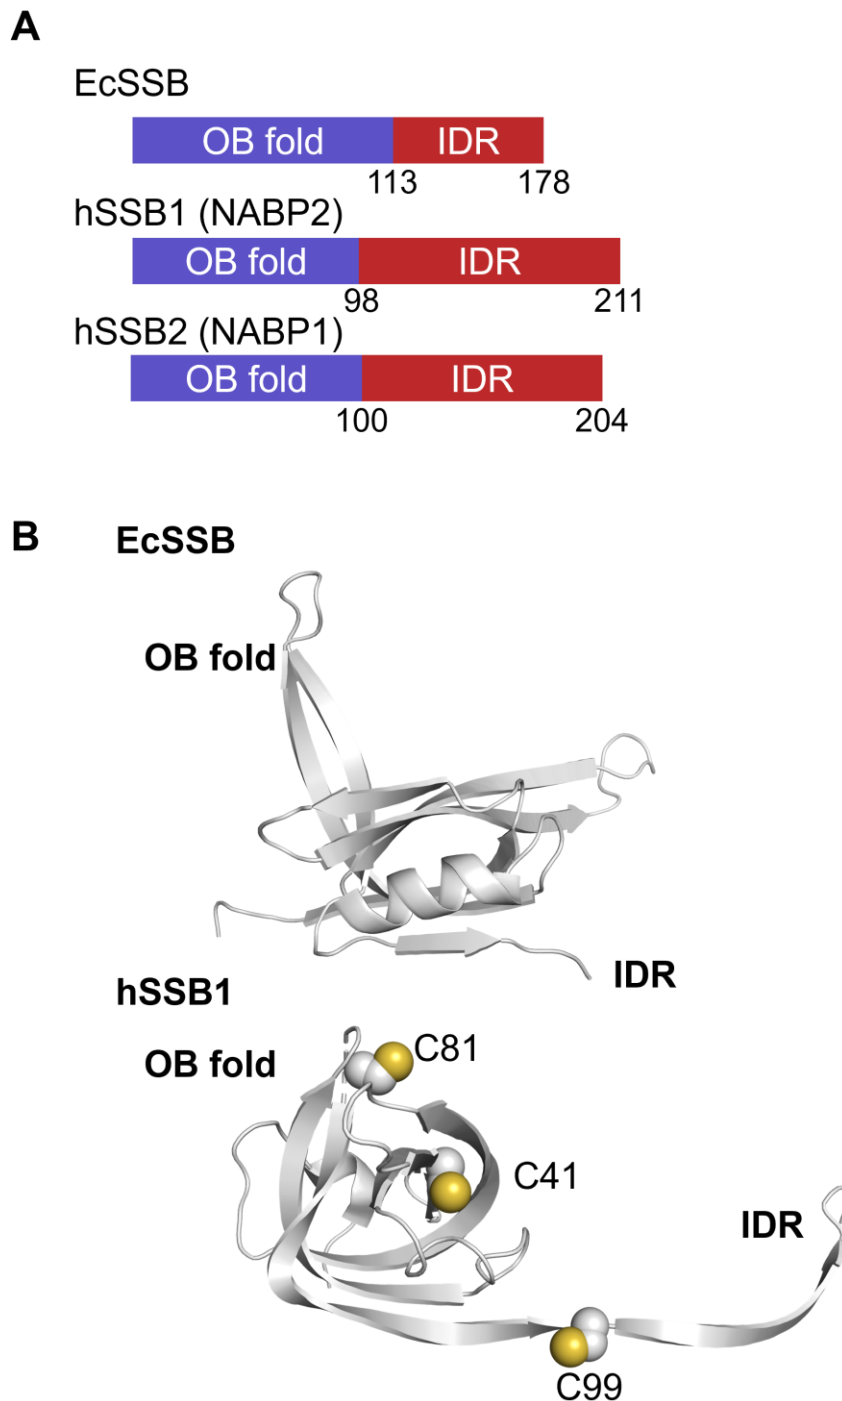 A
EcSSB
OB fold IDR
113 178
hSSB1 (NABP2)
OB fold IDR
98 211
hSSB2 (NABP1)
OB fold IDR
100 204
B EcSSB
OB fold
IDR
hSSB1
OB fold C81
C41
IDR
C99